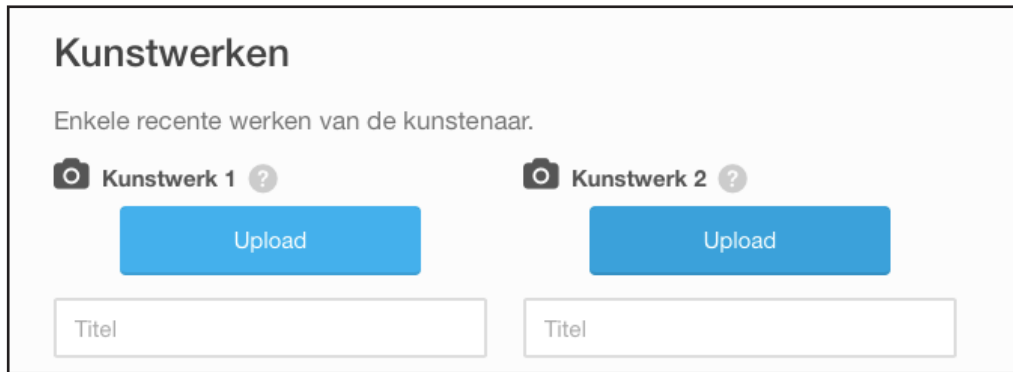 Kunstwerken
Enkele recente werken van de kunstenaar.
Kunstwerk 1 ?
Kunstwerk 2 ?
Upload
Upload
Titel
Titel